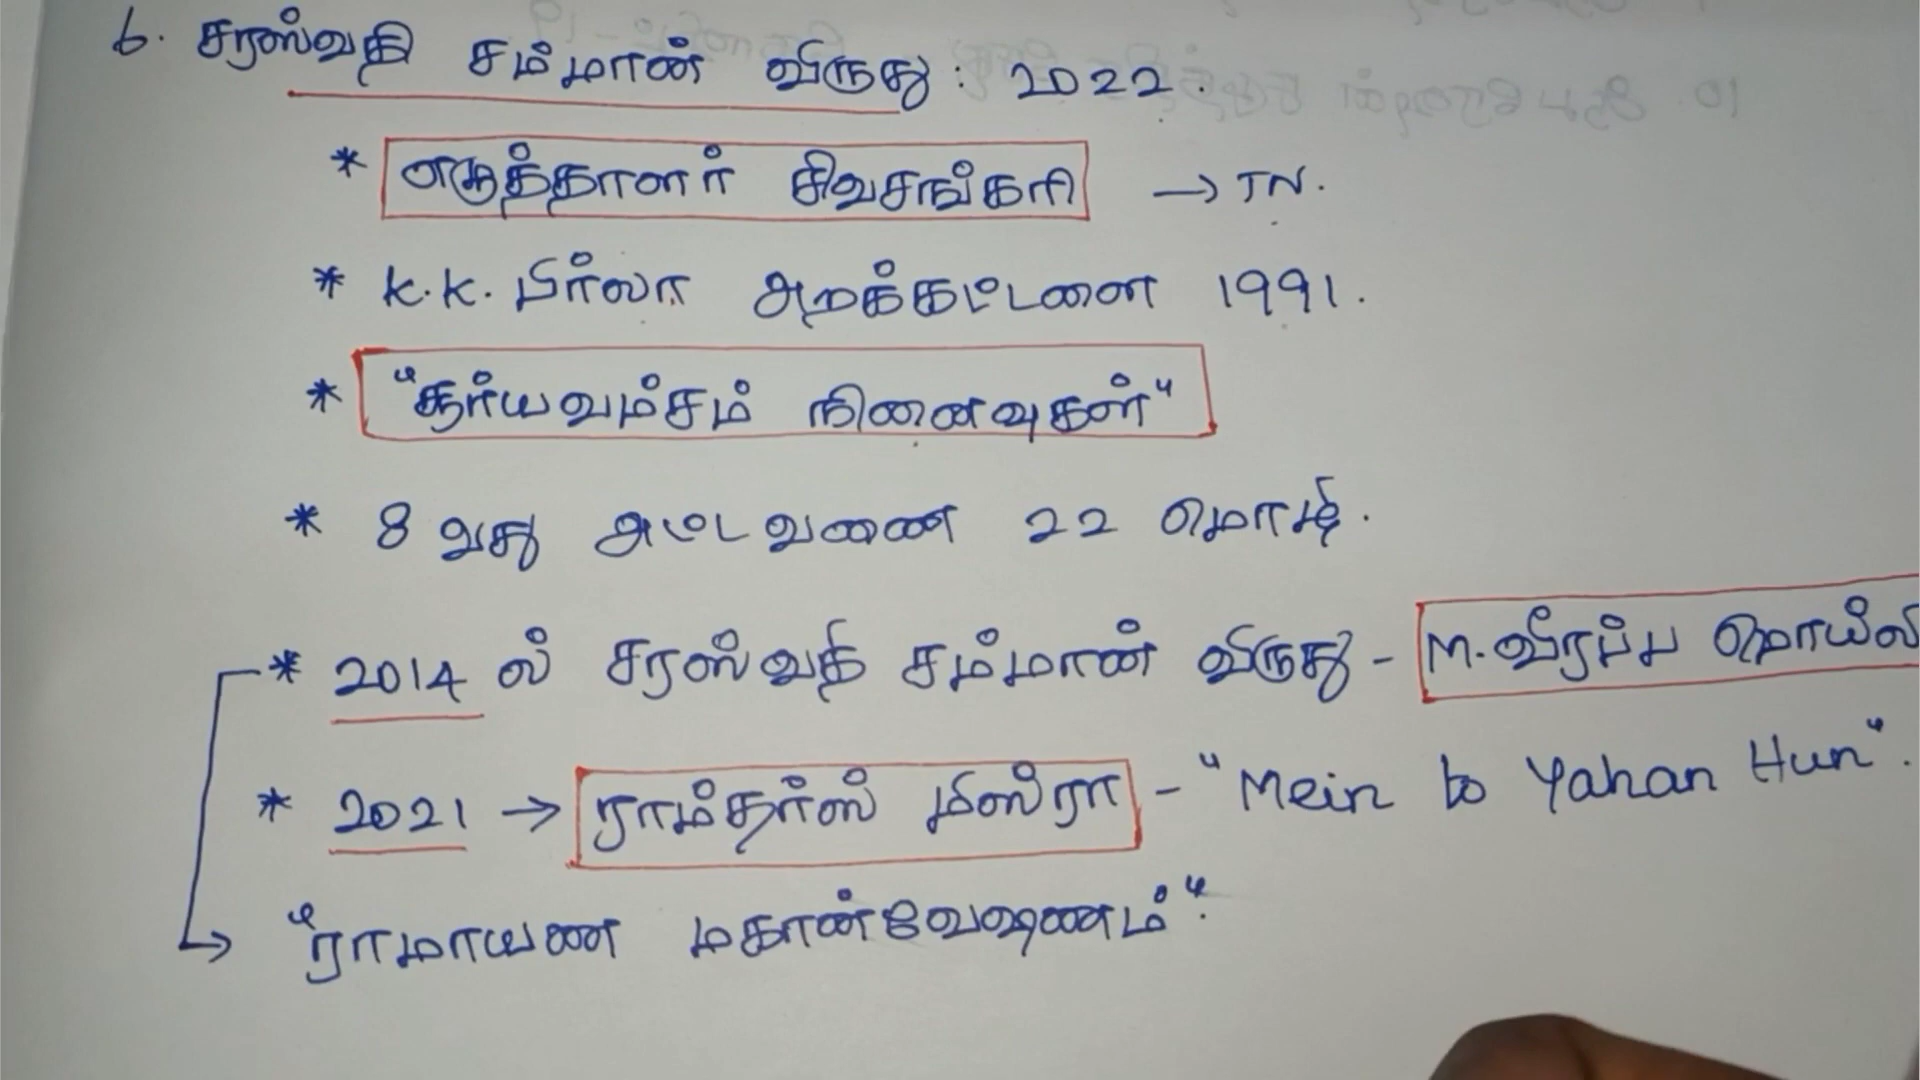 6. சரஸ்வதி சம்மான் விருது : 2022.
* எழுத்தாளர் சிவசங்கரி → TN.
* K.K. பிர்லா அறக்கட்டளை 1991.
* "சூர்யவம்சம் நினைவுகள்"
* 8 வது அட்டவணை 22 மொழி.
* 2014 ல் சரஸ்வதி சம்மான் விருது - M. வீரப்ப மொய்லி
* 2021 → ராம்தர்ஸ் மிஸ்ரா - "Mein to Yahan Hun".
→ "ராமாயண மகான்வேஷணம்".